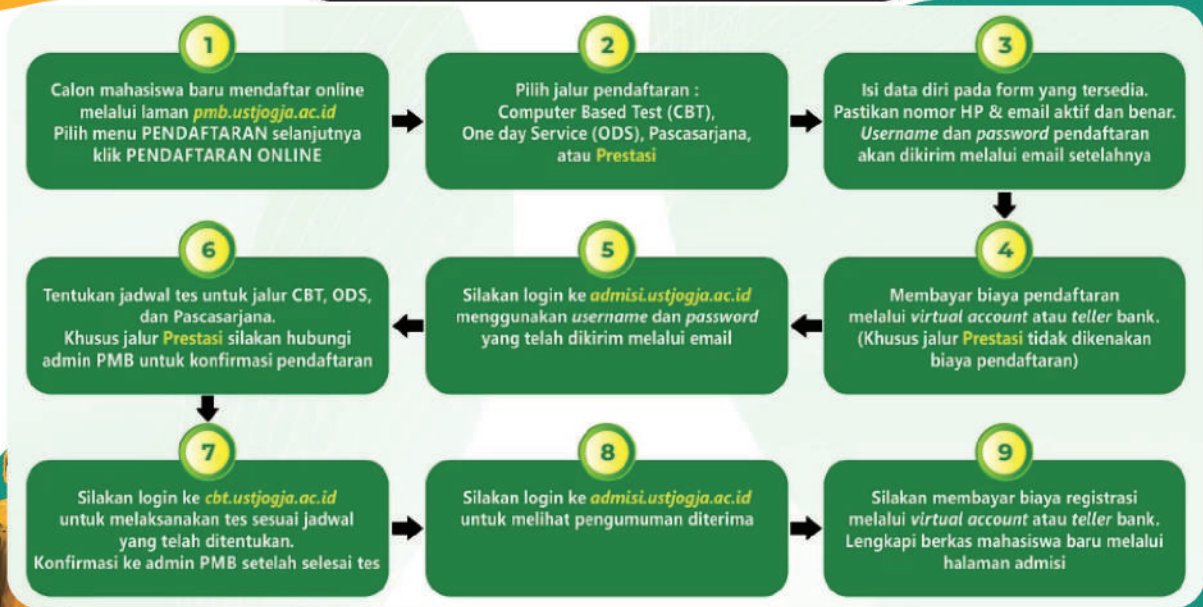 1
Calon mahasiswa baru mendaftar online
melalui laman pmb.ustjogja.ac.id
Pilih menu PENDAFTARAN selanjutnya
klik PENDAFTARAN ONLINE
2
Pilih jalur pendaftaran :
Computer Based Test (CBT),
One day Service (ODS), Pascasarjana,
atau Prestasi
3
Isi data diri pada form yang tersedia.
Pastikan nomor HP & email aktif dan benar.
Username dan password pendaftaran
akan dikirim melalui email setelahnya
4
Membayar biaya pendaftaran
melalui virtual account atau teller bank.
(Khusus jalur Prestasi tidak dikenakan
biaya pendaftaran)
5
Silakan login ke admisi.ustjogja.ac.id
menggunakan username dan password
yang telah dikirim melalui email
6
Tentukan jadwal tes untuk jalur CBT, ODS,
dan Pascasarjana.
Khusus jalur Prestasi silakan hubungi
admin PMB untuk konfirmasi pendaftaran
7
Silakan login ke cbt.ustjogja.ac.id
untuk melaksanakan tes sesuai jadwal
yang telah ditentukan.
Konfirmasi ke admin PMB setelah selesai tes
8
Silakan login ke admisi.ustjogja.ac.id
untuk melihat pengumuman diterima
9
Silakan membayar biaya registrasi
melalui virtual account atau teller bank.
Lengkapi berkas mahasiswa baru melalui
halaman admisi